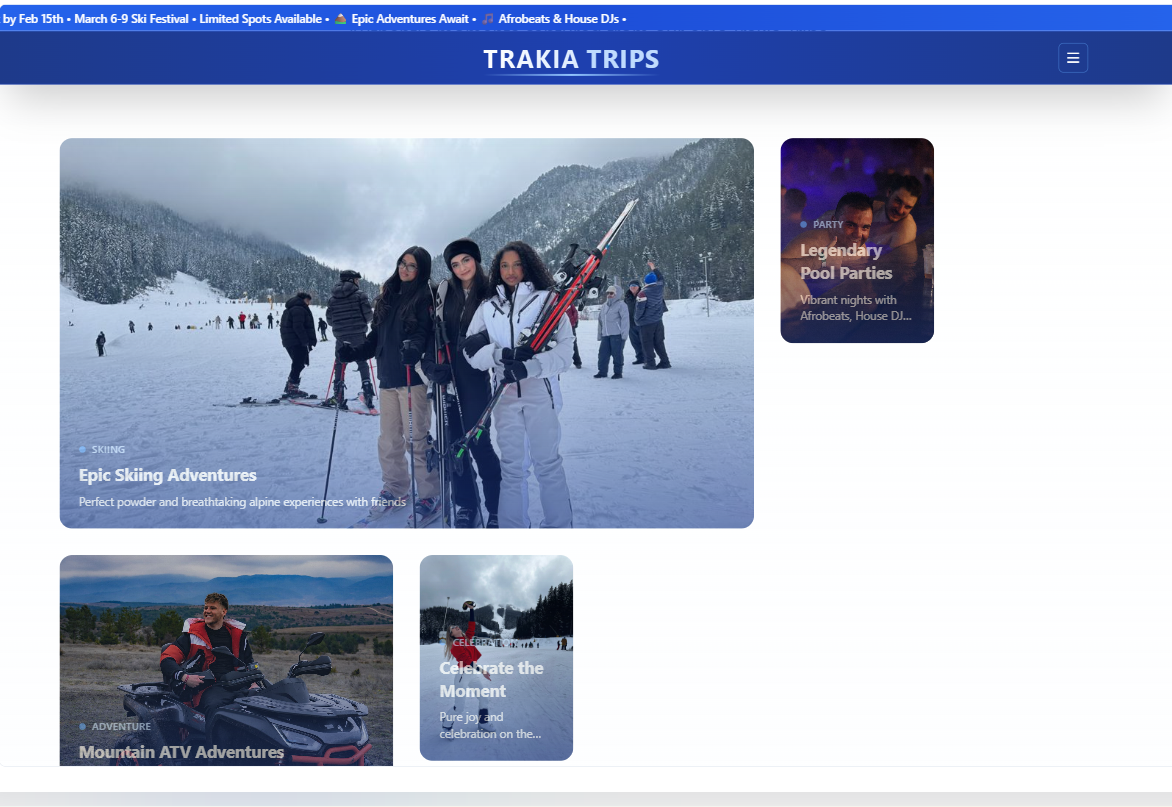 by Feb 15th • March 6-9 Ski Festival • Limited Spots Available • 🏔️ Epic Adventures Await • 🎵 Afrobeats & House DJs •
TRAKIA TRIPS
SKIING
Epic Skiing Adventures
Perfect powder and breathtaking alpine experiences with friends
PARTY
Legendary
Pool Parties
Vibrant nights with
Afrobeats, House DJ...
ADVENTURE
Mountain ATV Adventures
CELEBRATION
Celebrate the
Moment
Pure joy and
celebration on the...